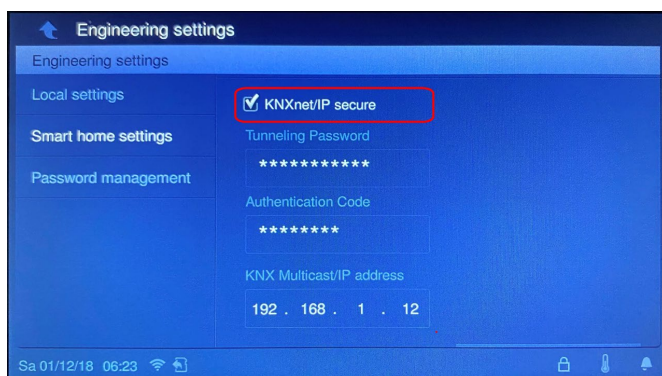 Engineering settings
Engineering settings
Local settings
Smart home settings
Password management
KNXnet/IP secure
Tunneling Password
***********
Authentication Code
********
KNX Multicast/IP address
192 . 168 . 1 . 12
Sa 01/12/18 06:23